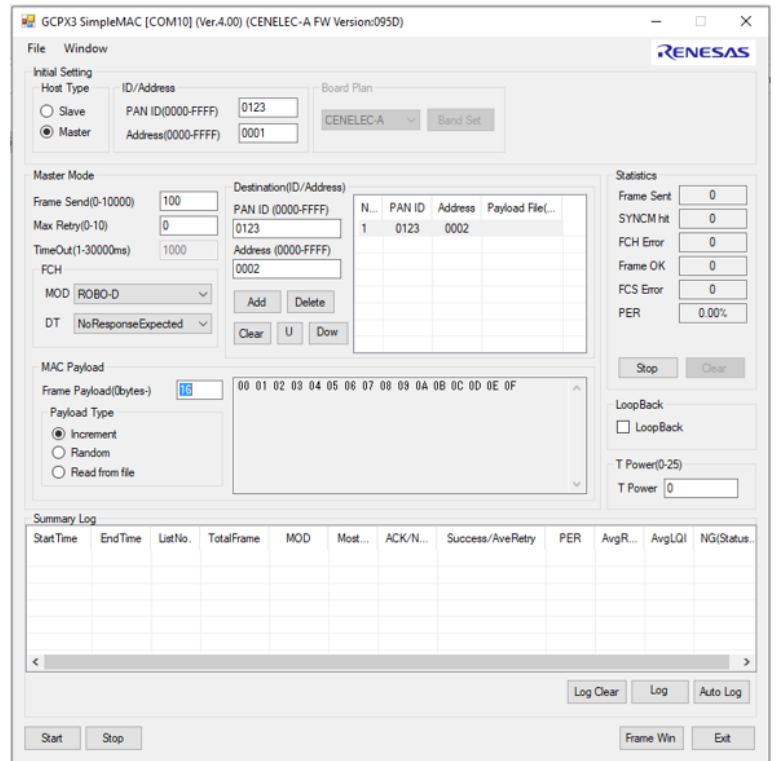 GCPX3 SimpleMAC [COM10] (Ver.4.00) (CENELEC-A FW Version:095D)
File Window
RENESAS
Initial Setting
Host Type
Slave
Master
ID/Address
PAN ID(0000-FFFF) 0123
Address(0000-FFFF) 0001
Board Plan
CENELEC-A Band Set
Master Mode
Frame Send(0-10000) 100
Max Retry(0-10) 0
TimeOut(1-30000ms) 1000
FCH
MOD ROBO-D
DT NoResponseExpected
Destination(ID/Address)
PAN ID (0000-FFFF)
0123
Address (0000-FFFF)
0002
Add Delete
Clear U Dow
N... PAN ID Address Payload File(...
1 0123 0002
Statistics
Frame Sent 0
SYNCM hit 0
FCH Error 0
Frame OK 0
FCS Error 0
PER 0.00%
Stop Clear
MAC Payload
Frame Payload(0bytes-) 16
Payload Type
Increment
Random
Read from file
00 01 02 03 04 05 06 07 08 09 0A 0B 0C 0D 0E 0F
LoopBack
LoopBack
T Power(0-25)
T Power 0
Summary Log
StartTime EndTime ListNo. TotalFrame MOD Most... ACK/N... Success/AveRetry PER AvgR... AvgLQI NG(Status...
Log Clear Log Auto Log
Start Stop Frame Win Exit